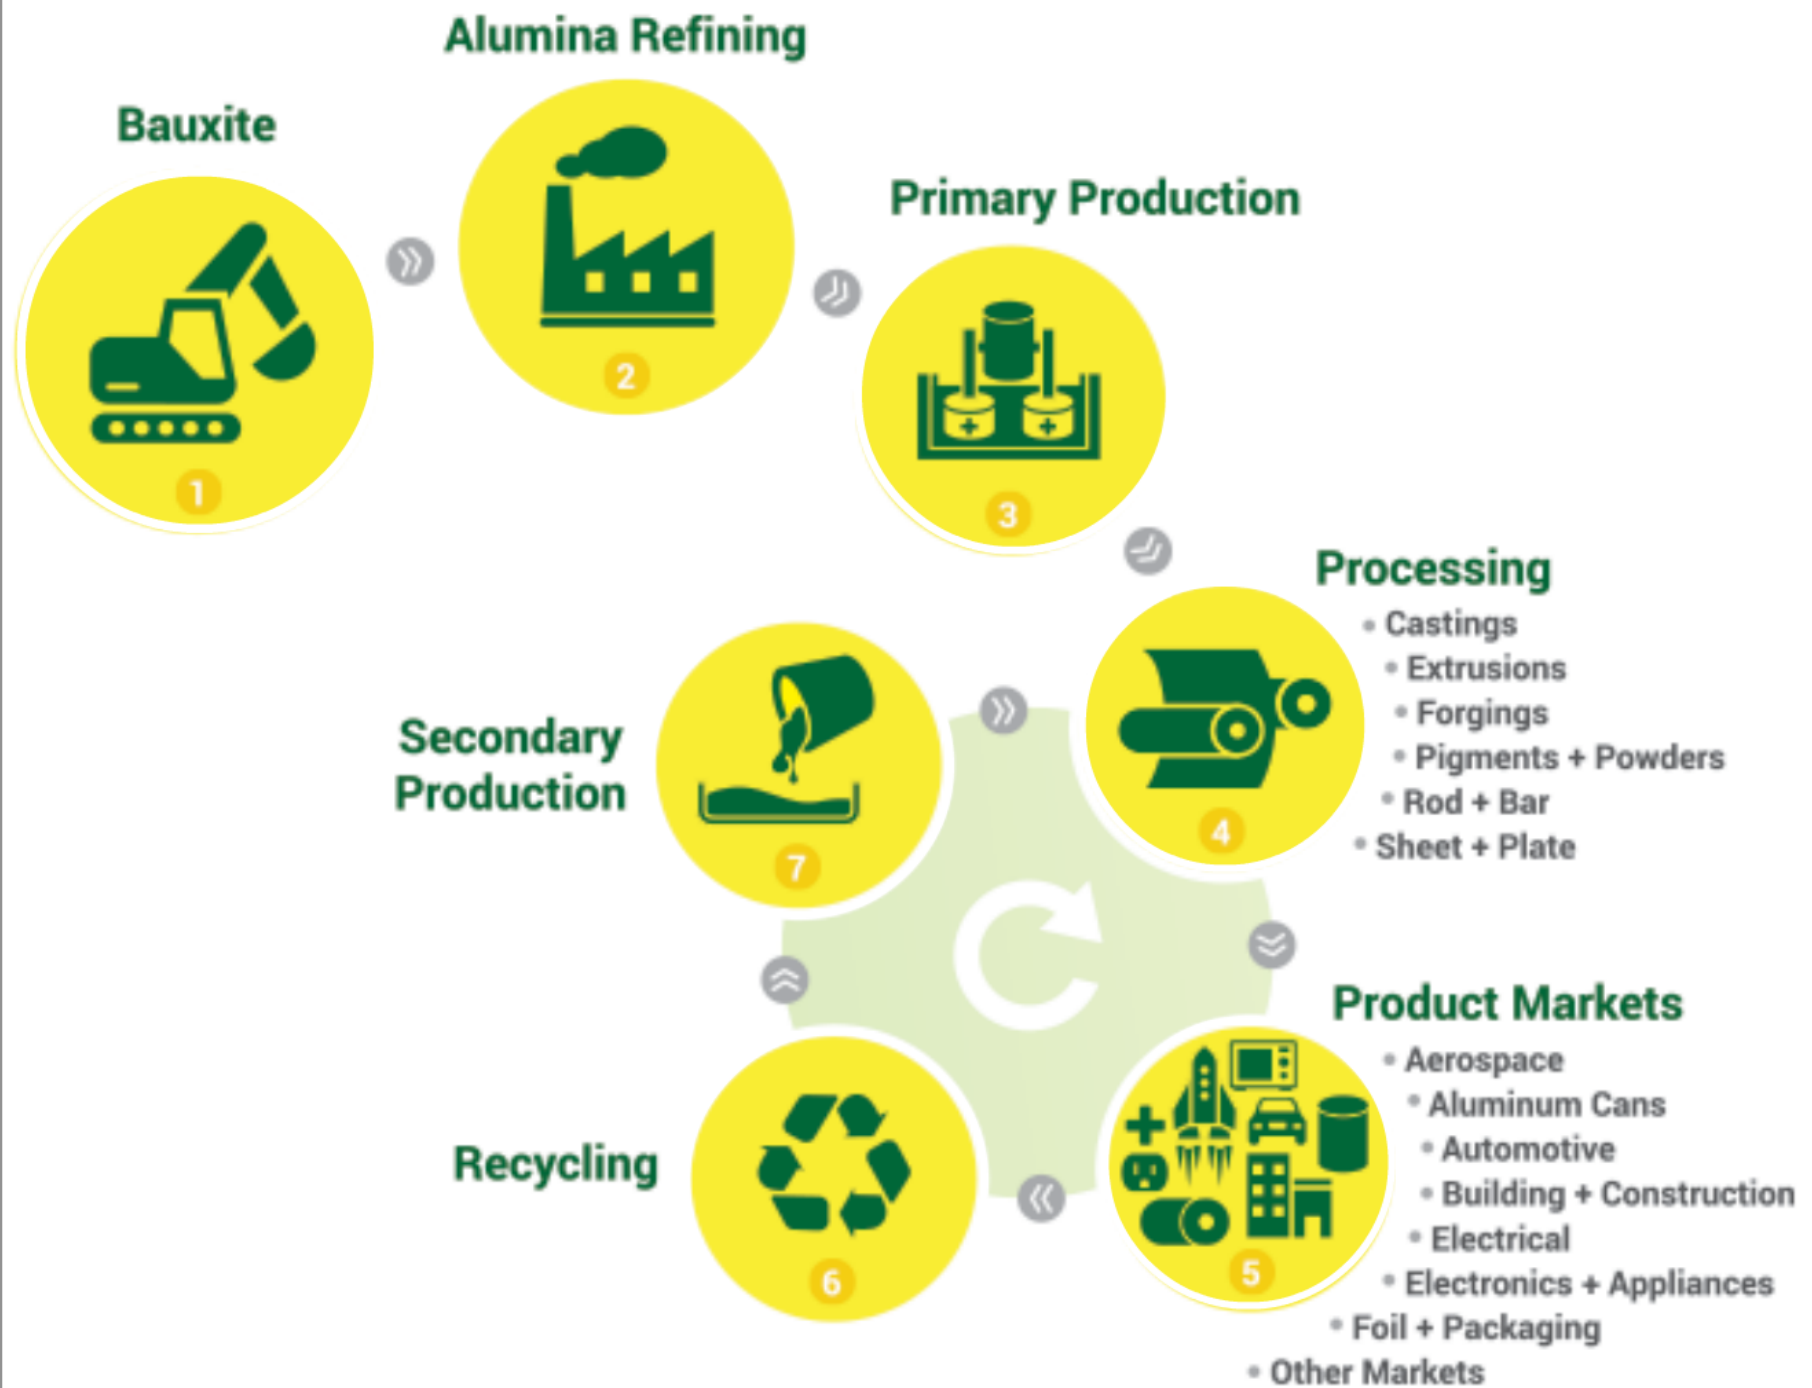 Alumina Refining
Bauxite
Primary Production
1
2
3
Processing
• Castings
• Extrusions
• Forgings
• Pigments + Powders
• Rod + Bar
• Sheet + Plate
4
Secondary
Production
7
Product Markets
• Aerospace
• Aluminum Cans
• Automotive
• Building + Construction
• Electrical
• Electronics + Appliances
• Foil + Packaging
• Other Markets
5
Recycling
6